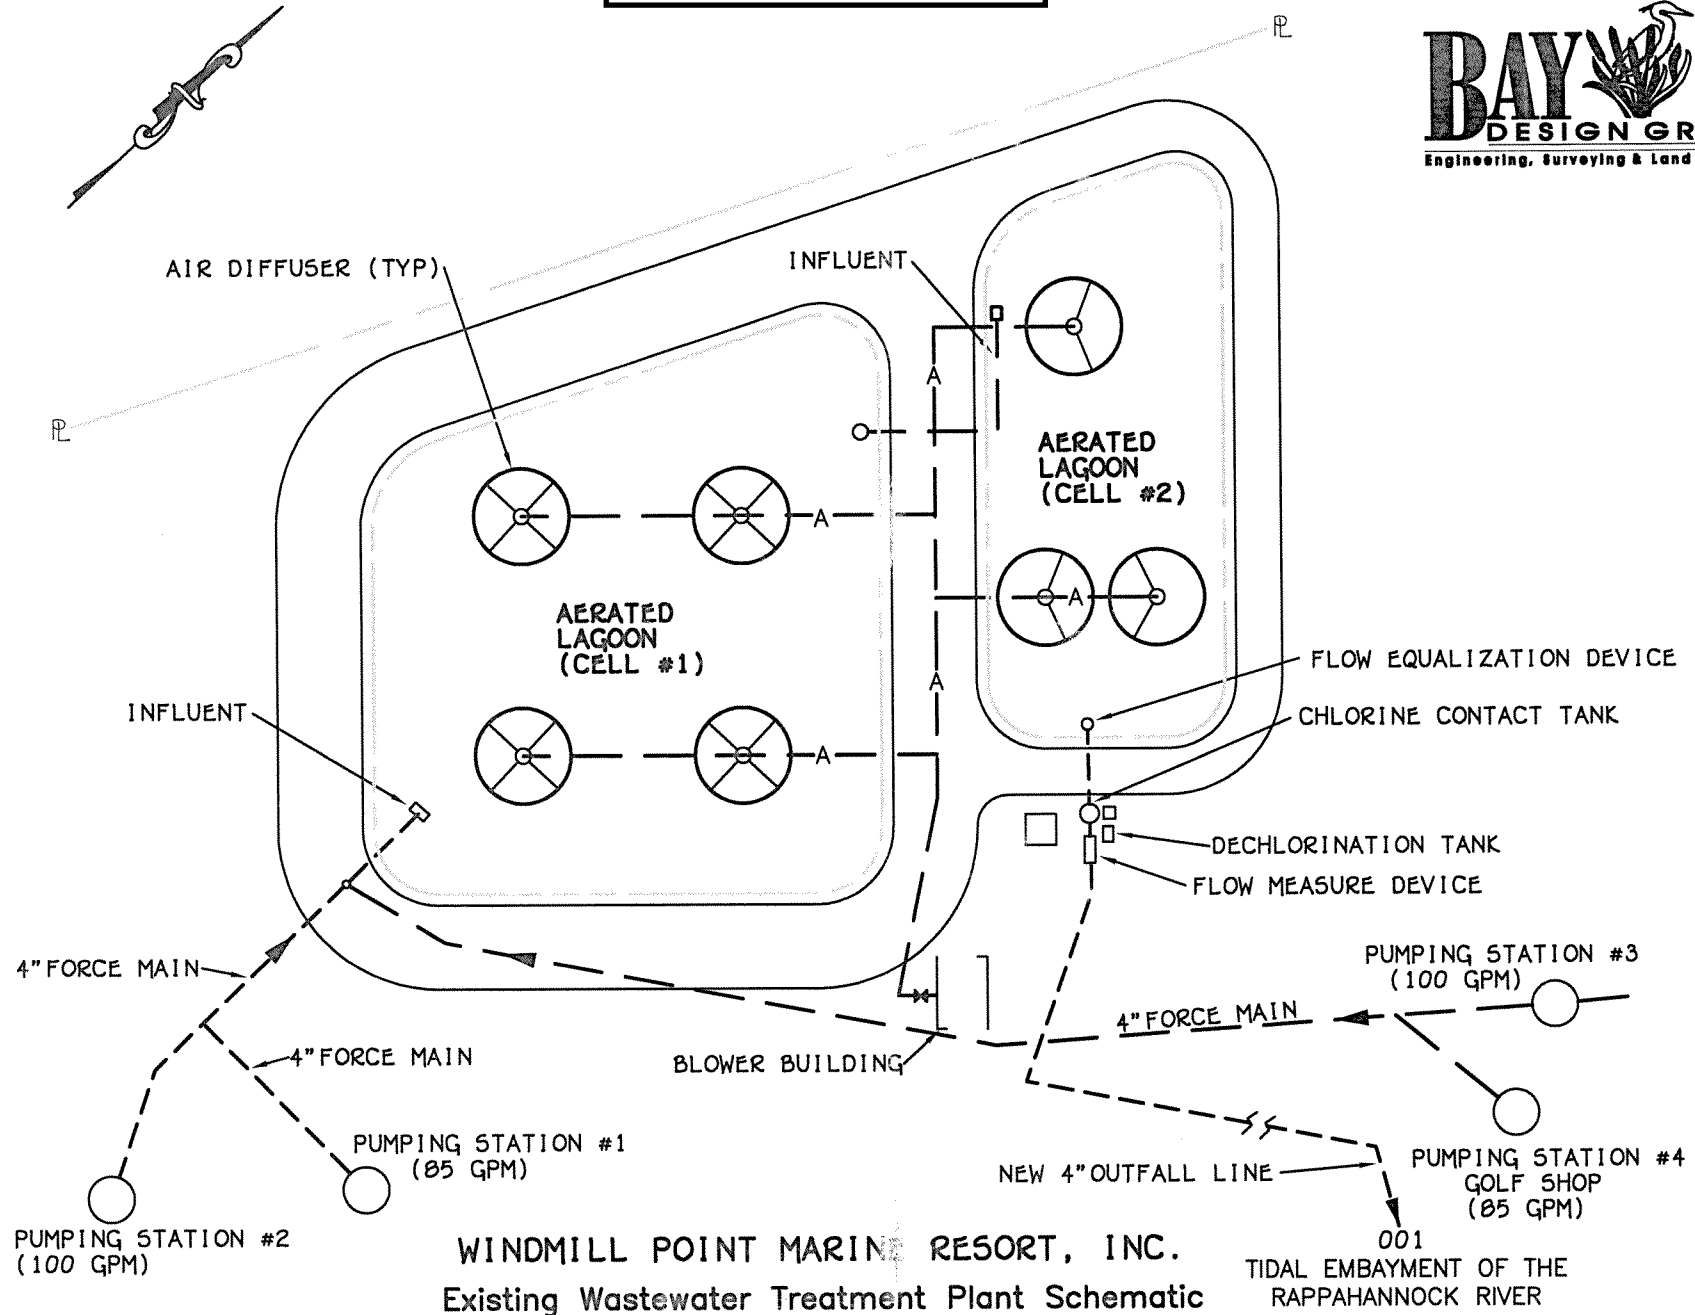 PL
BAY
DESIGN GR
Engineering, Surveying & Land
AIR DIFFUSER (TYP)
INFLUENT
A
PL
AERATED
LAGOON
(CELL #2)
A
A
AERATED
LAGOON
(CELL #1)
A
FLOW EQUALIZATION DEVICE
INFLUENT
CHLORINE CONTACT TANK
A
DECHLORINATION TANK
FLOW MEASURE DEVICE
4" FORCE MAIN
PUMPING STATION #3
(100 GPM)
4" FORCE MAIN
4" FORCE MAIN
BLOWER BUILDING
PUMPING STATION #1
(85 GPM)
NEW 4" OUTFALL LINE
PUMPING STATION #4
GOLF SHOP
(85 GPM)
PUMPING STATION #2
(100 GPM)
001
TIDAL EMBAYMENT OF THE
RAPPAHANNOCK RIVER
WINDMILL POINT MARINE RESORT, INC.
Existing Wastewater Treatment Plant Schematic